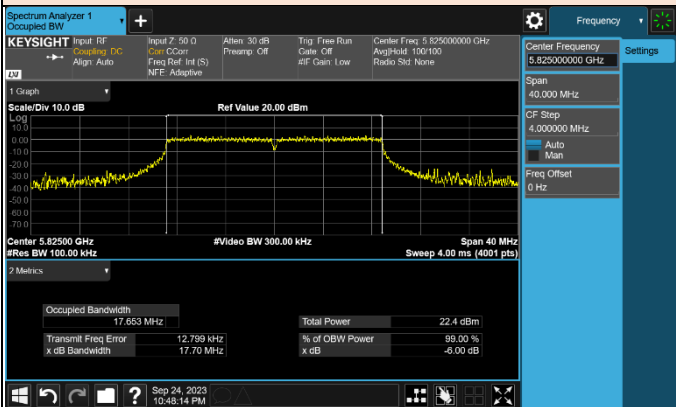 Spectrum Analyzer 1
Occupied BW
+
Frequency
KEYSIGHT
Input: RF
Coupling: DC
Align: Auto
Input Z: 50 Ω
Corr CCorr
Freq Ref: Int (S)
NFE: Adaptive
Atten: 30 dB
Preamp: Off
Trig: Free Run
Gate: Off
#IF Gain: Low
Center Freq: 5.825000000 GHz
Avg|Hold: 100/100
Radio Std: None
Center Frequency
5.825000000 GHz
Settings
Span
40.000 MHz
CF Step
4.000000 MHz
Auto
Man
Freq Offset
0 Hz
1 Graph
Scale/Div 10.0 dB
Ref Value 20.00 dBm
Log
10.0
0.00
-10.0
-20.0
-30.0
-40.0
-50.0
-60.0
-70.0
Center 5.82500 GHz
#Video BW 300.00 kHz
Span 40 MHz
#Res BW 100.00 kHz
Sweep 4.00 ms (4001 pts)
2 Metrics
Occupied Bandwidth
17.653 MHz
Total Power
22.4 dBm
Transmit Freq Error
12.799 kHz
% of OBW Power
99.00 %
x dB Bandwidth
17.70 MHz
x dB
-6.00 dB
?
Sep 24, 2023
10:48:14 PM